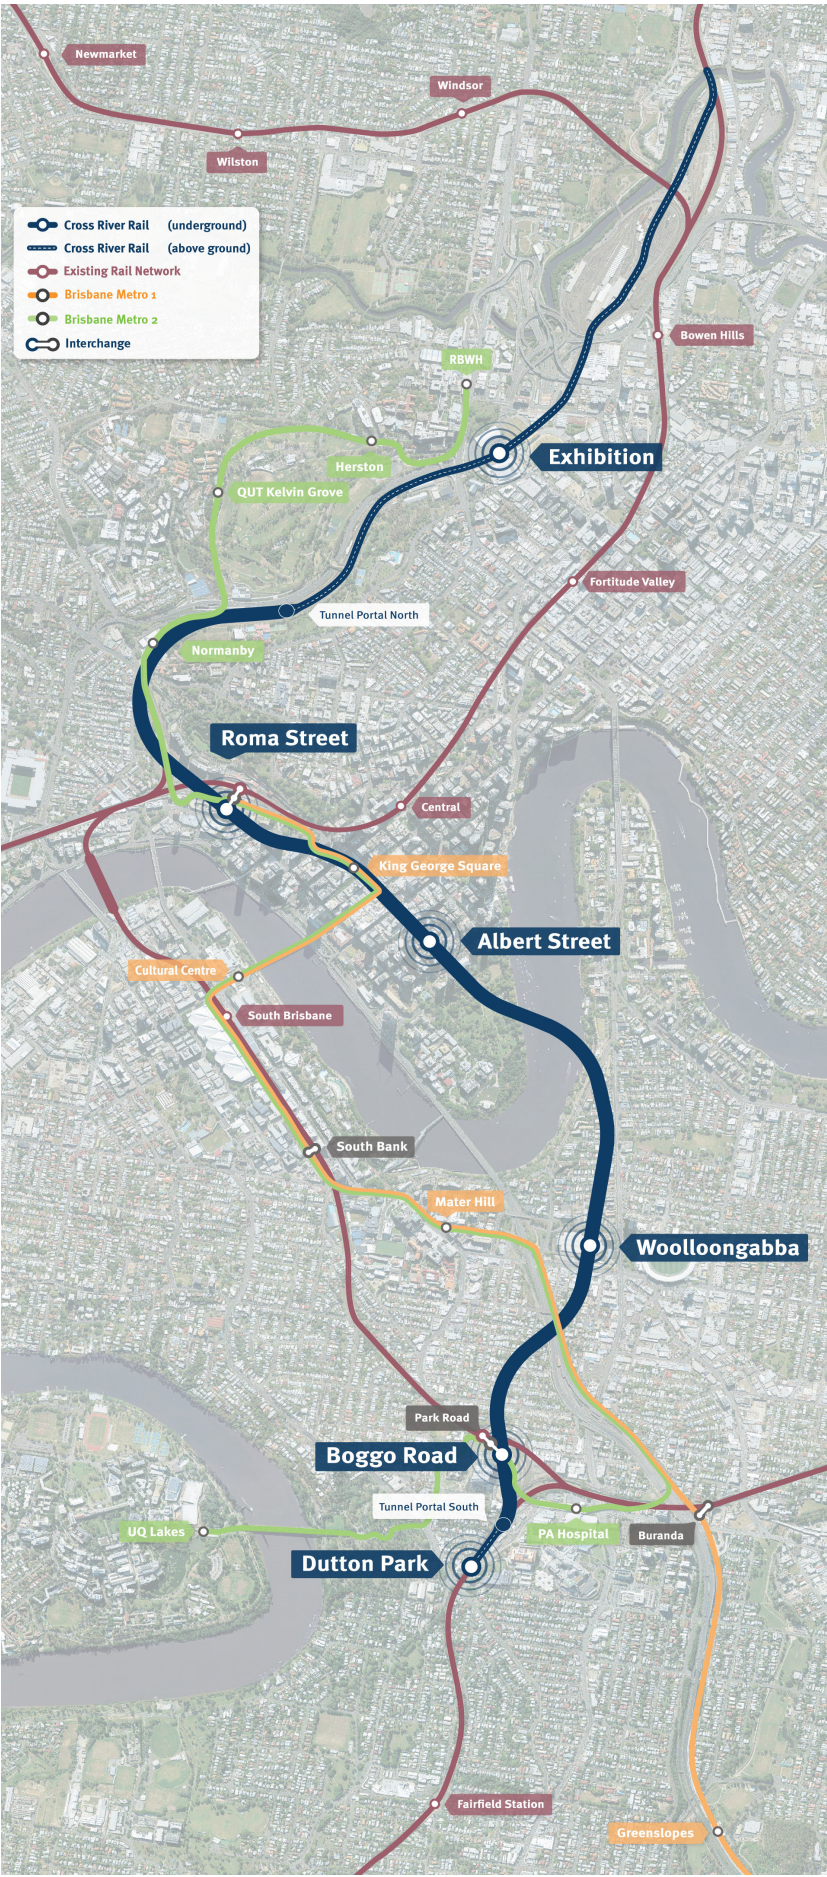 Newmarket
Windsor
Wilston
Cross River Rail (underground)
Cross River Rail (above ground)
Existing Rail Network
Brisbane Metro 1
Brisbane Metro 2
Interchange
Bowen Hills
RBWH
Exhibition
Herston
QUT Kelvin Grove
Fortitude Valley
Tunnel Portal North
Normanby
Roma Street
Central
King George Square
Albert Street
Cultural Centre
South Brisbane
South Bank
Mater Hill
Woolloongabba
Park Road
Boggo Road
Tunnel Portal South
UQ Lakes
PA Hospital
Buranda
Dutton Park
Fairfield Station
Greenslopes